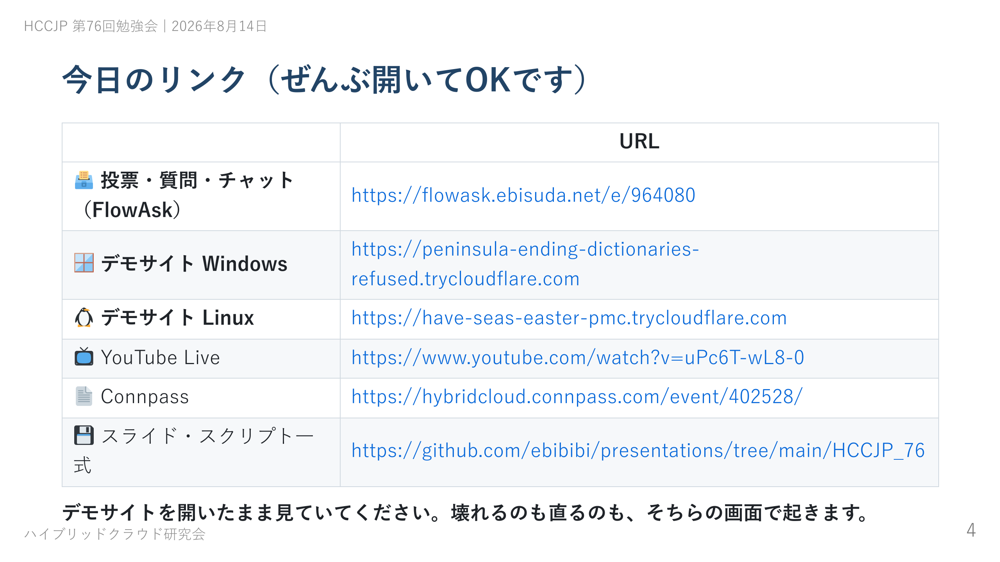 HCCJP 第76回勉強会 | 2026年8月14日
今日のリンク（ぜんぶ開いてOKです）
URL
🗳️ 投票・質問・チャット
（FlowAsk）
https://flowask.ebisuda.net/e/964080
🪟 デモサイト Windows
https://peninsula-ending-dictionaries-
refused.trycloudflare.com
🐧 デモサイト Linux
https://have-seas-easter-pmc.trycloudflare.com
📺 YouTube Live
https://www.youtube.com/watch?v=uPc6T-wL8-0
📄 Connpass
https://hybridcloud.connpass.com/event/402528/
💾 スライド・スクリプト一
式
https://github.com/ebibibi/presentations/tree/main/HCCJP_76
デモサイトを開いたまま見ていてください。壊れるのも直るのも、そちらの画面で起きます。
ハイブリッドクラウド研究会
4